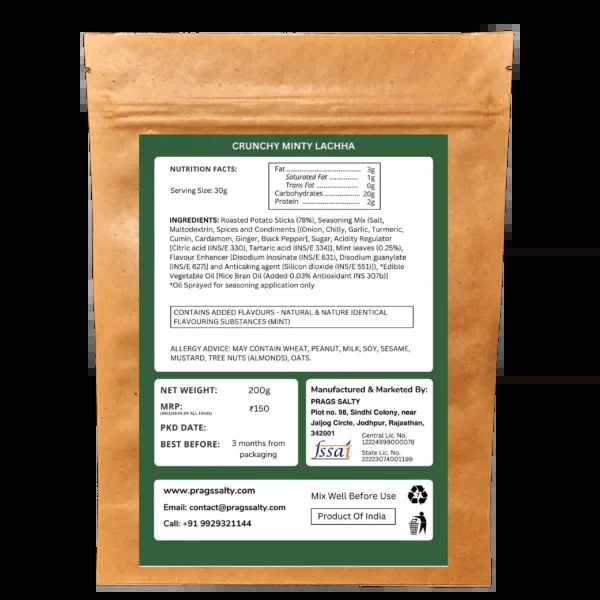 CRUNCHY MINTY LACHHA
NUTRITION FACTS:
Serving Size: 30g
Fat ........................................ 3g
Saturated Fat .............. 1g
Trans Fat ...................... 0g
Carbohydrates .................. 20g
Protein ................................ 2g
INGREDIENTS: Roasted Potato Sticks (78%), Seasoning Mix (Salt,
Maltodextrin, Spices and Condiments [(Onion, Chilly, Garlic, Turmeric,
Cumin, Cardamom, Ginger, Black Pepper], Sugar, Acidity Regulator
[Citric acid (INS/E 330), Tartaric acid (INS/E 334)], Mint leaves (0.25%),
Flavour Enhancer [Disodium inosinate (INS/E 631), Disodium guanylate
(INS/E 627)] and Anticaking agent [Silicon dioxide (INS/E 551)]), *Edible
Vegetable Oil [Rice Bran Oil (Added 0.03% Antioxidant INS 307b)]
*Oil Sprayed for seasoning application only
CONTAINS ADDED FLAVOURS - NATURAL & NATURE IDENTICAL
FLAVOURING SUBSTANCES (MINT)
ALLERGY ADVICE: MAY CONTAIN WHEAT, PEANUT, MILK, SOY, SESAME,
MUSTARD, TREE NUTS (ALMONDS), OATS.
NET WEIGHT: 200g
MRP: ₹150
(INCLUSIVE OF ALL TAXES)
PKD DATE:
BEST BEFORE: 3 months from
packaging
Manufactured & Marketed By:
PRAGS SALTY
Plot no. 98, Sindhi Colony, near
Jaljog Circle, Jodhpur, Rajasthan,
342001
fssai
Central Lic. No.
12224999000078
State Lic. No.
22223074001199
www.pragssalty.com
Email: contact@pragssalty.com
Call: +91 9929321144
Mix Well Before Use
Product Of India
7